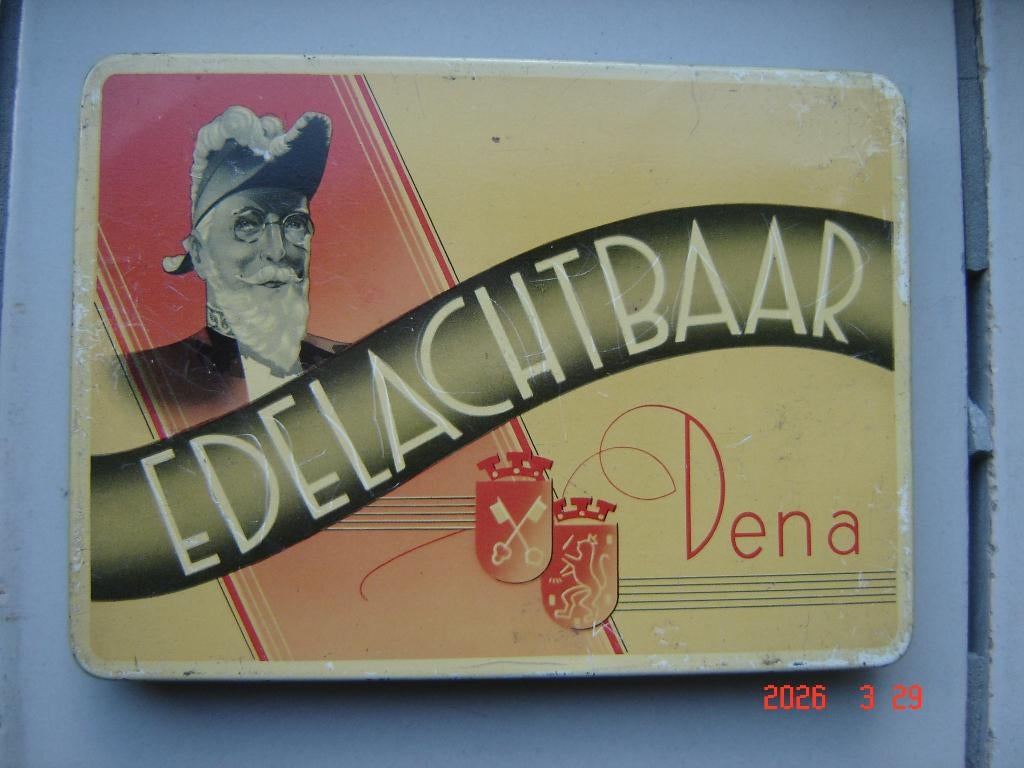 EDELACHTBAAR
Dena
2026 3 29